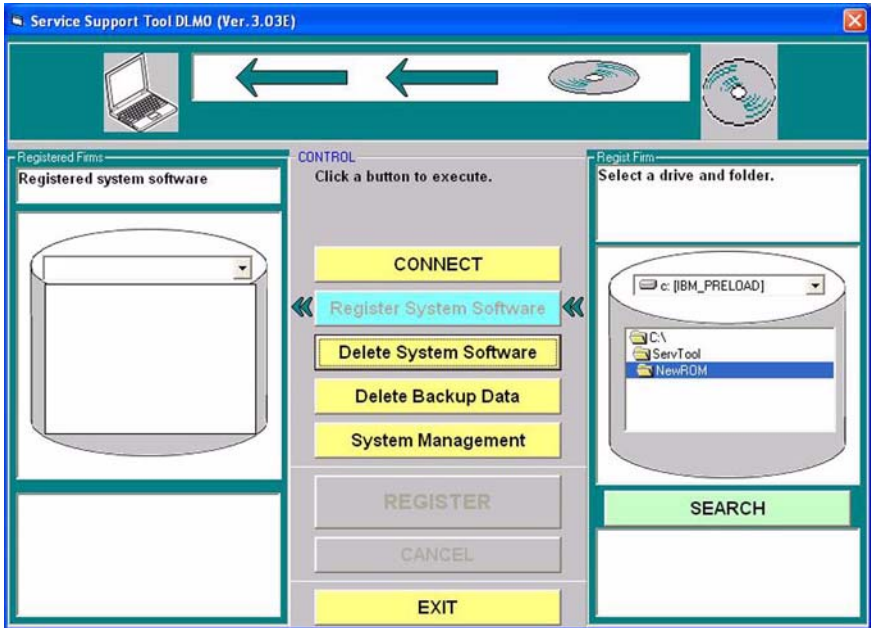 Service Support Tool DLM0 (Ver.3.03E)
Registered Firms
Registered system software
CONTROL
Click a button to execute.
CONNECT
Register System Software
Delete System Software
Delete Backup Data
System Management
REGISTER
CANCEL
EXIT
Regist Firm
Select a drive and folder.
c: [IBM_PRELOAD]
C:\
ServTool
NewROM
SEARCH